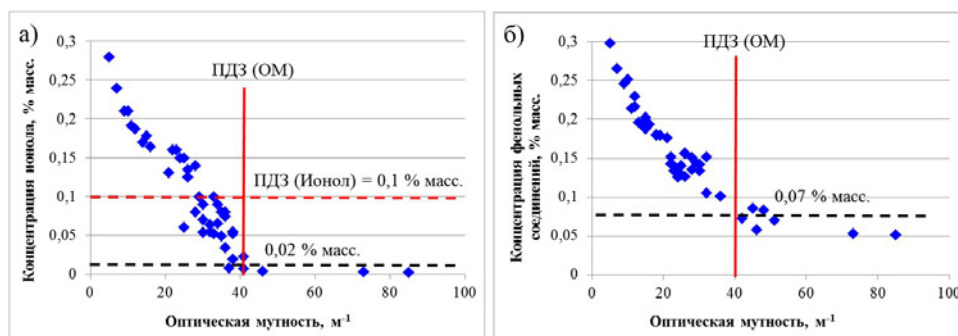 а)
0,3
0,25
0,2
0,15
0,1
0,05
0
Концентрация ионола, % масс.
ПДЗ (ОМ)
ПДЗ (Ионол) = 0,1 % масс.
0,02 % масс.
0 20 40 60 80 100
Оптическая мутность, м⁻¹
б)
0,3
0,25
0,2
0,15
0,1
0,05
0
Концентрация фенольных
соединений, % масс.
ПДЗ (ОМ)
0,07 % масс.
0 20 40 60 80 100
Оптическая мутность, м⁻¹